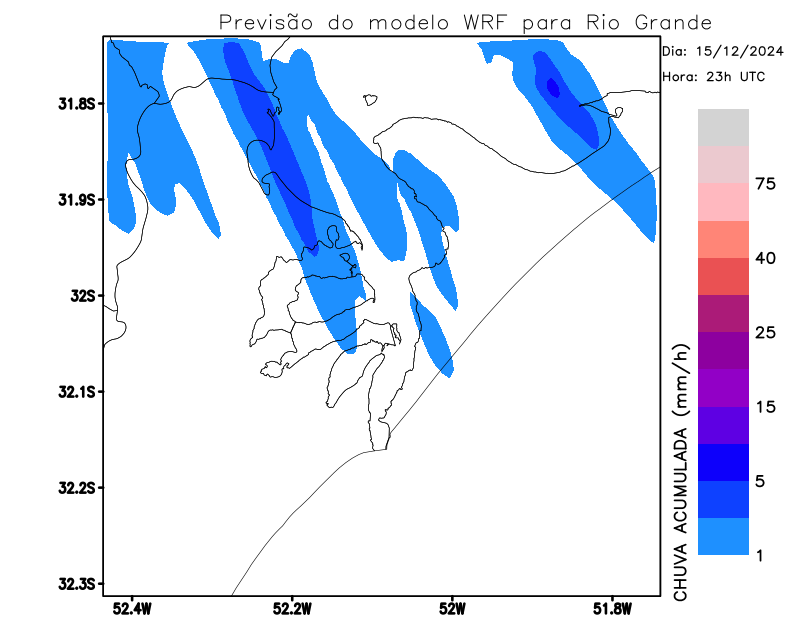 Previsão do modelo WRF para Rio Grande
Dia: 15/12/2024
Hora: 23h UTC
31.8S
31.9S
32S
32.1S
32.2S
32.3S
52.4W
52.2W
52W
51.8W
75
40
25
15
5
1
CHUVA ACUMULADA (mm/h)